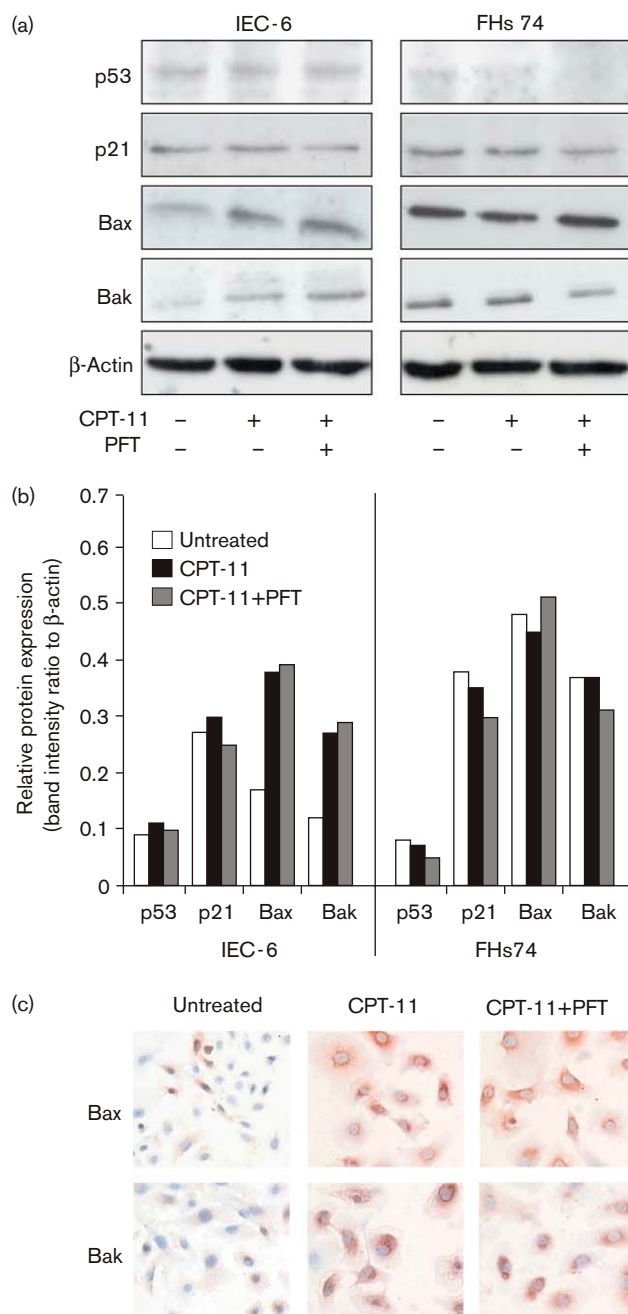 (a)
IEC-6 FHs 74
p53
p21
Bax
Bak
β-Actin
CPT-11 – + + – + +
PFT – – + – – +
(b)
0.7
0.6
0.5
0.4
0.3
0.2
0.1
0
Relative protein expression
(band intensity ratio to β-actin)
Untreated
CPT-11
CPT-11+PFT
p53 p21 Bax Bak p53 p21 Bax Bak
IEC-6 FHs74
(c)
Untreated CPT-11 CPT-11+PFT
Bax
Bak